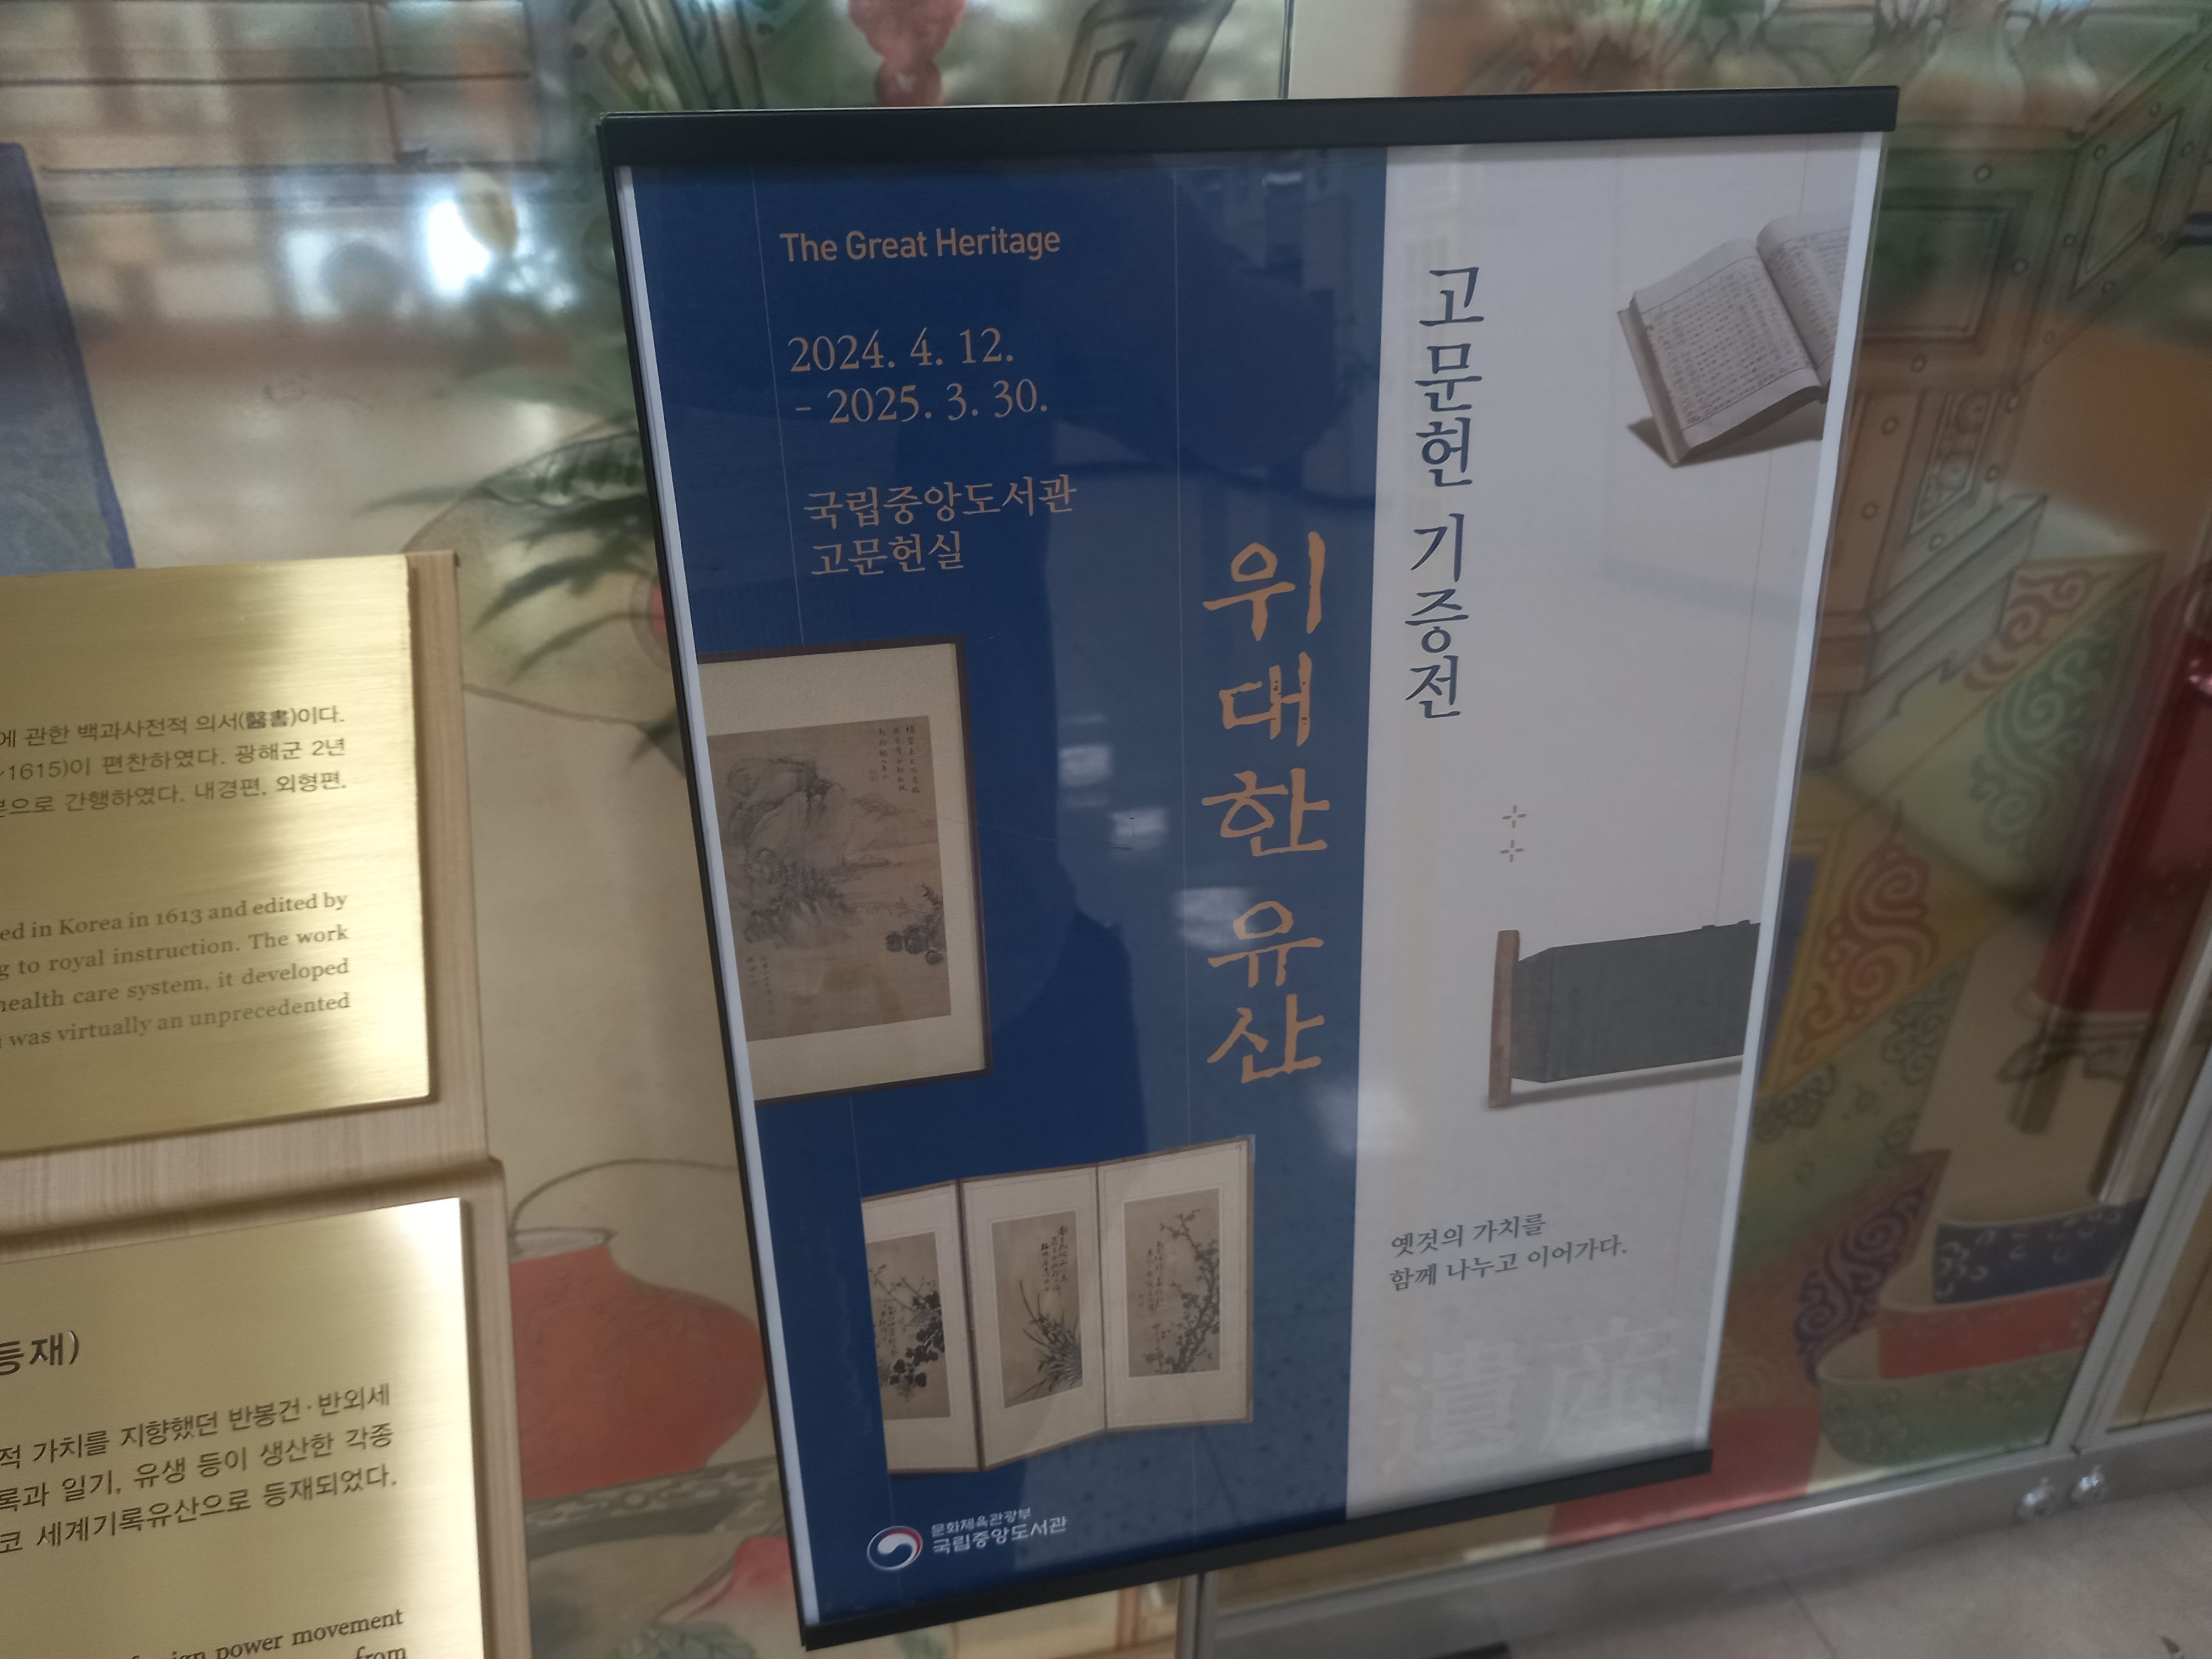 에 관한 백과사전적 의서(醫書)이다.
1615)이 편찬하였다. 광해군 2년
으로 간행하였다. 내경편, 외형편,
ed in Korea in 1613 and edited by
g to royal instruction. The work
health care system, it developed
was virtually an unprecedented
등재)
적 가치를 지향했던 반봉건·반외세
록과 일기, 유생 등이 생산한 각종
코 세계기록유산으로 등재되었다.
power movement
from
The Great Heritage
2024. 4. 12.
- 2025. 3. 30.
국립중앙도서관
고문헌실
고문헌 기증전
위대한 유산
옛것의 가치를
함께 나누고 이어가다.
遺産
문화체육관광부
국립중앙도서관